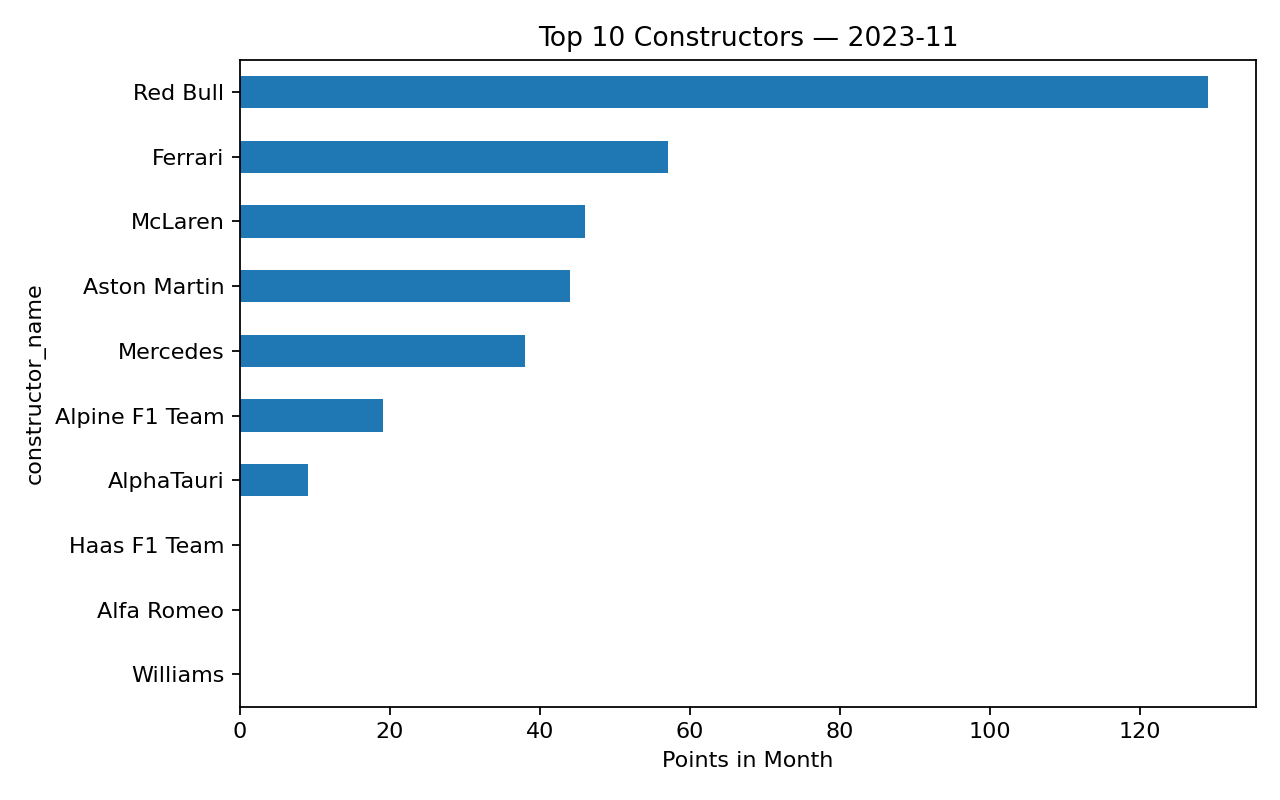 Top 10 Constructors — 2023-11
constructor_name
Red Bull
Ferrari
McLaren
Aston Martin
Mercedes
Alpine F1 Team
AlphaTauri
Haas F1 Team
Alfa Romeo
Williams
0 20 40 60 80 100 120
Points in Month